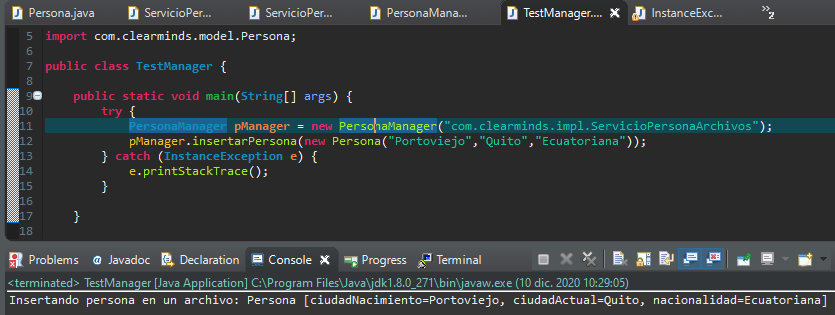 Persona.java ServicioPer... ServicioPer... PersonaMana... TestManager.... InstanceExc... »2
5 import com.clearminds.model.Persona;
6
7 public class TestManager {
8
9 public static void main(String[] args) {
10 try {
11 PersonaManager pManager = new PersonaManager("com.clearminds.impl.ServicioPersonaArchivos");
12 pManager.insertarPersona(new Persona("Portoviejo","Quito","Ecuatoriana"));
13 } catch (InstanceException e) {
14 e.printStackTrace();
15 }
16
17 }
18
Problems Javadoc Declaration Console Progress Terminal
<terminated> TestManager [Java Application] C:\Program Files\Java\jdk1.8.0_271\bin\javaw.exe (10 dic. 2020 10:29:05)
Insertando persona en un archivo: Persona [ciudadNacimiento=Portoviejo, ciudadActual=Quito, nacionalidad=Ecuatoriana]